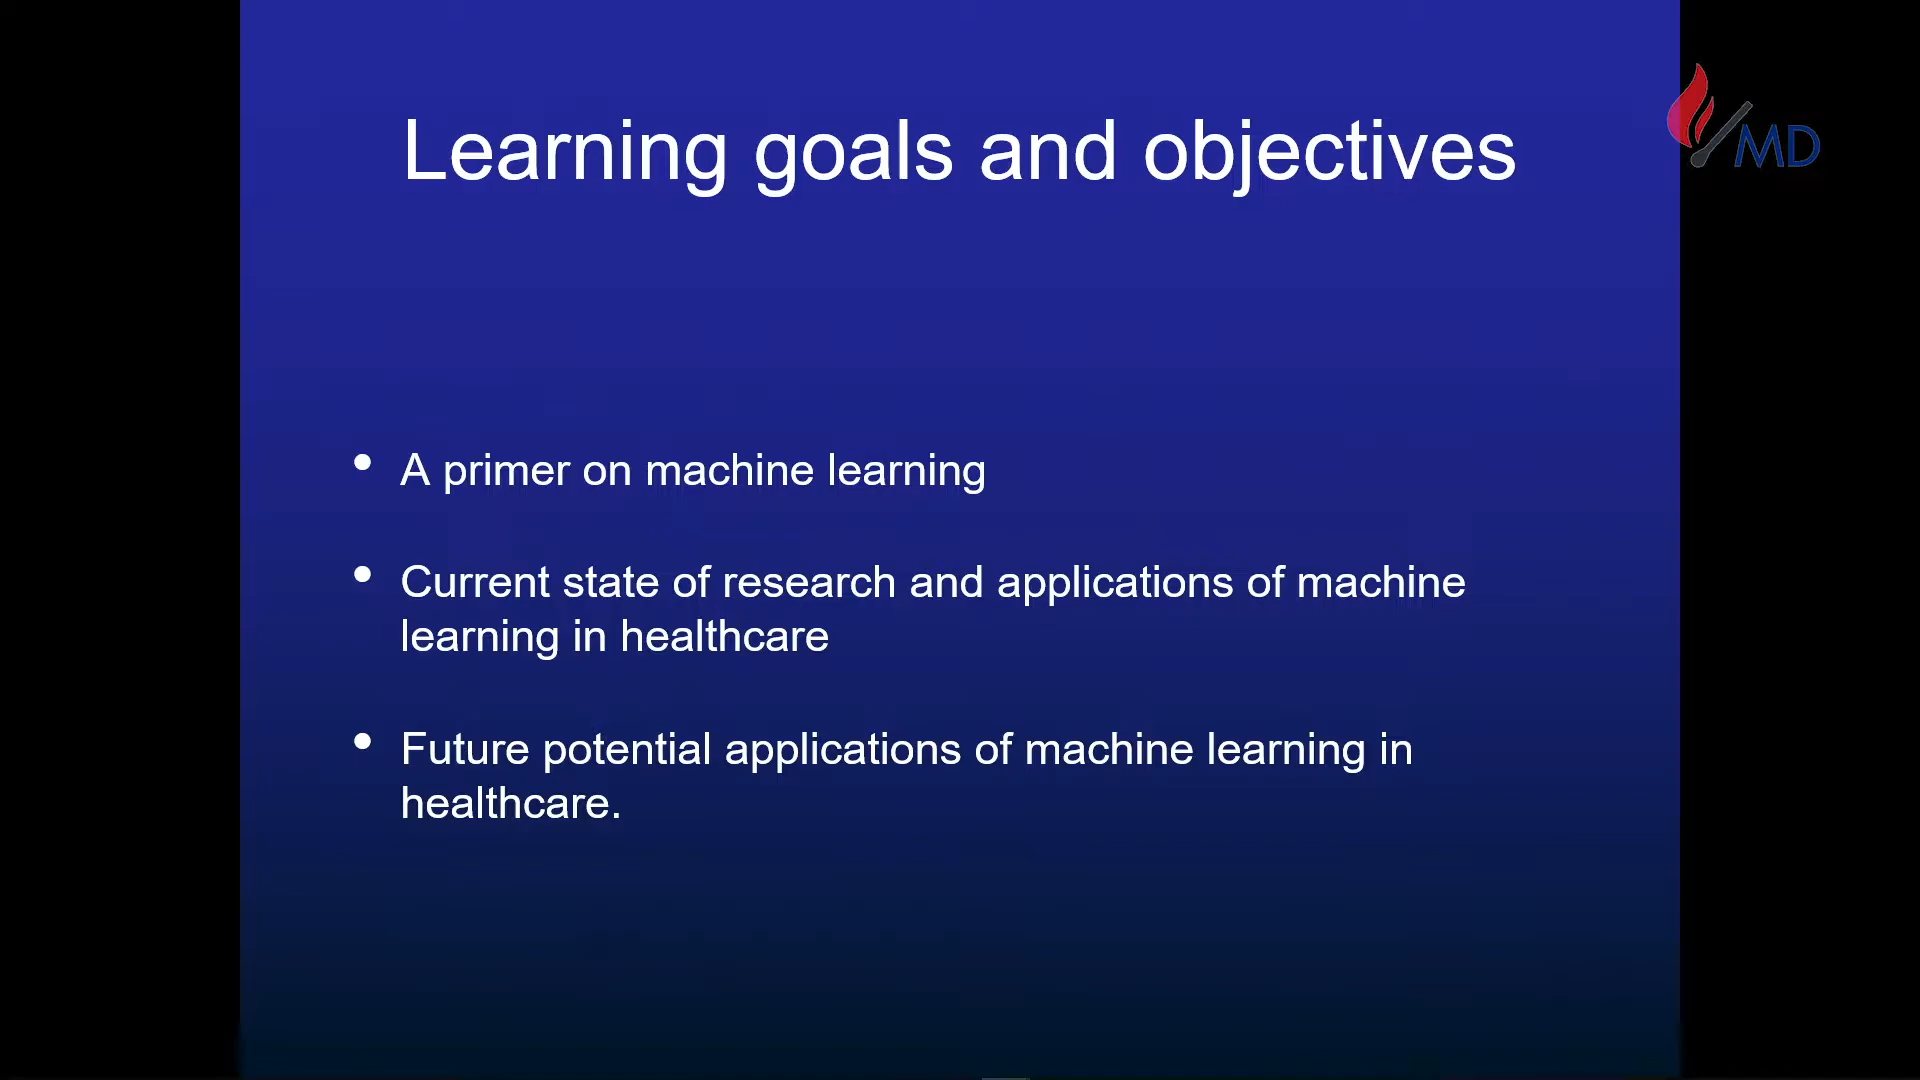 Learning goals and objectives
MD
• A primer on machine learning
• Current state of research and applications of machine
learning in healthcare
• Future potential applications of machine learning in
healthcare.